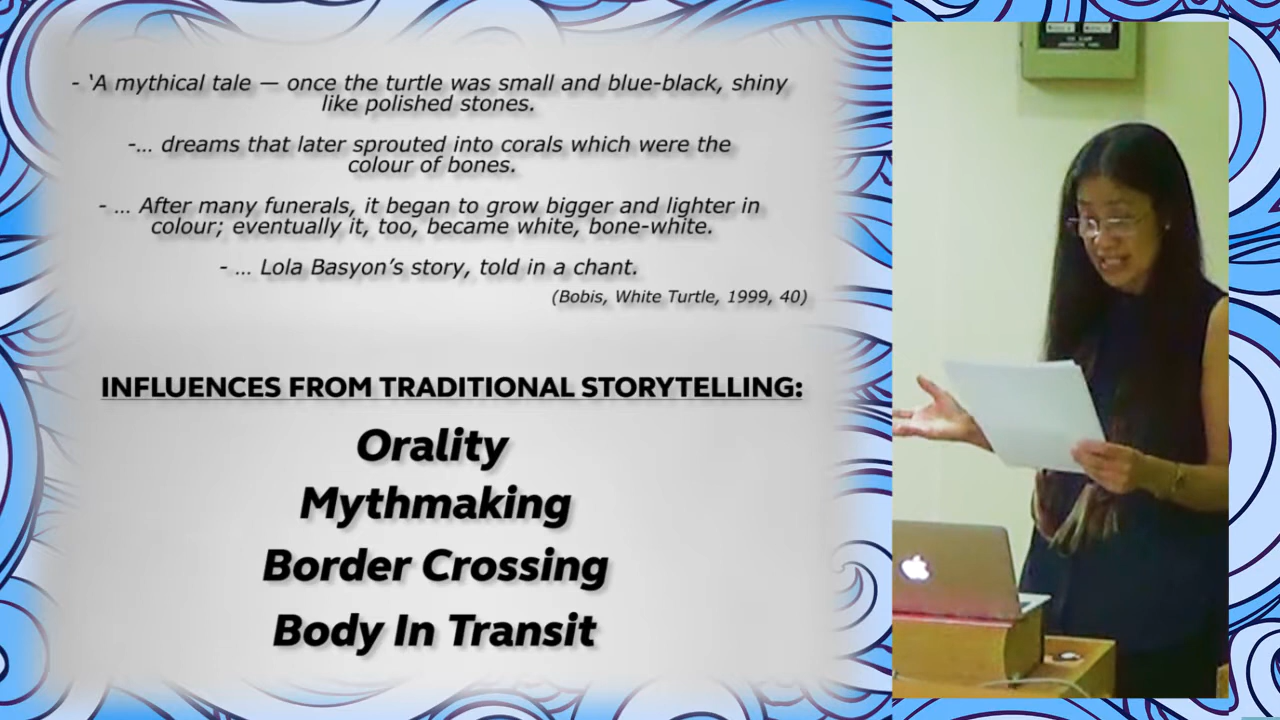 - ‘A mythical tale — once the turtle was small and blue-black, shiny
like polished stones.
-… dreams that later sprouted into corals which were the
colour of bones.
- … After many funerals, it began to grow bigger and lighter in
colour; eventually it, too, became white, bone-white.
- … Lola Basyon’s story, told in a chant.
(Bobis, White Turtle, 1999, 40)
INFLUENCES FROM TRADITIONAL STORYTELLING:
Orality
Mythmaking
Border Crossing
Body In Transit